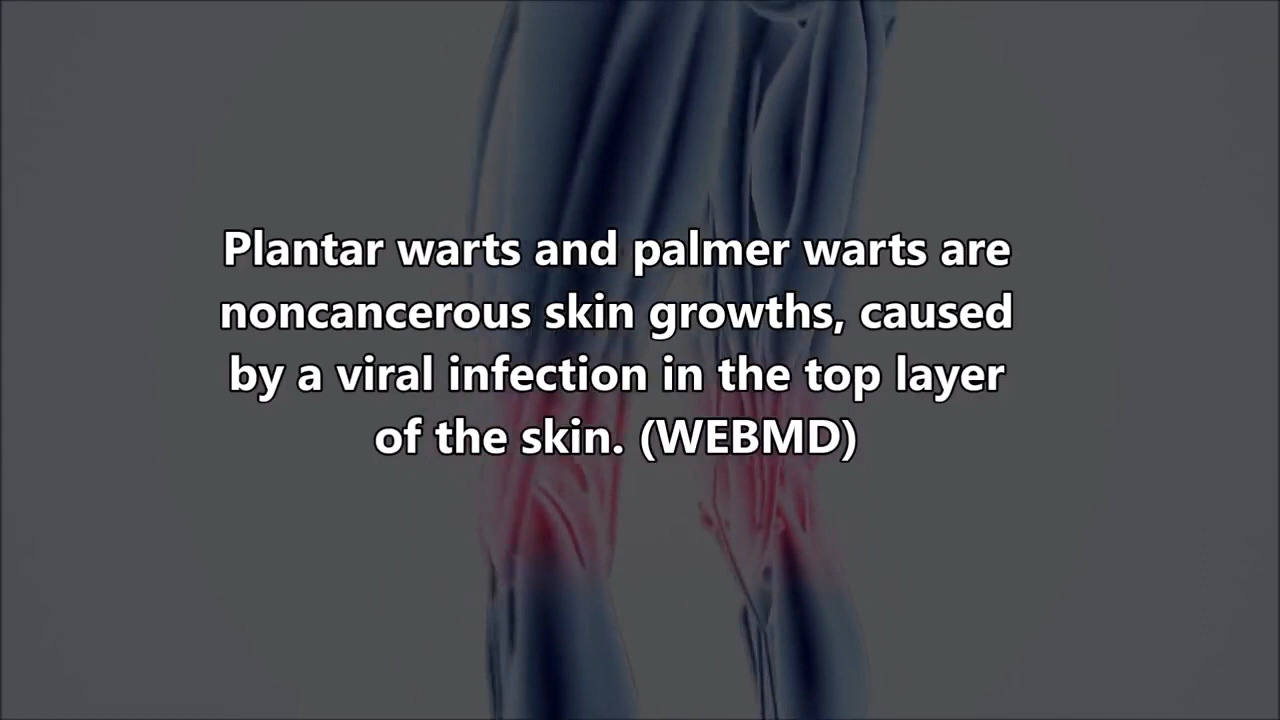 Plantar warts and palmer warts are
noncancerous skin growths, caused
by a viral infection in the top layer
of the skin. (WEBMD)